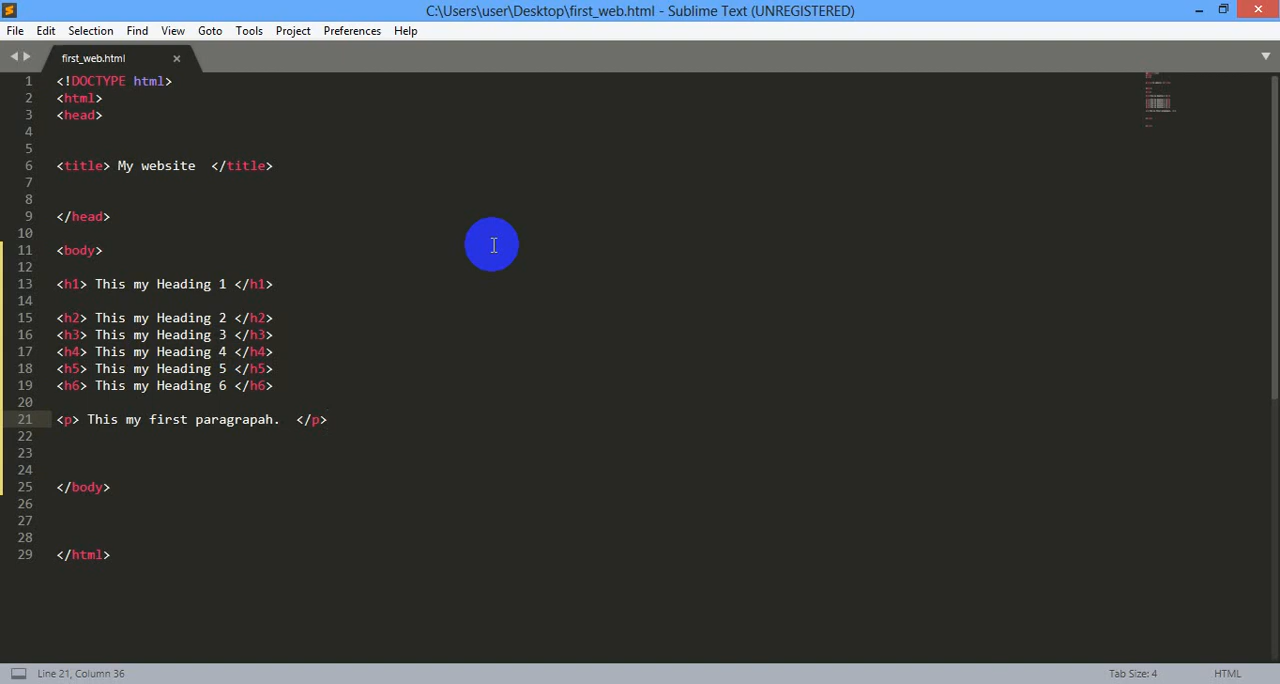 C:\Users\user\Desktop\first_web.html - Sublime Text (UNREGISTERED)
File Edit Selection Find View Goto Tools Project Preferences Help
first_web.html
1 <!DOCTYPE html>
2 <html>
3 <head>
4
5
6 <title> My website  </title>
7
8
9 </head>
10
11 <body>
12
13 <h1> This my Heading 1 </h1>
14
15 <h2> This my Heading 2 </h2>
16 <h3> This my Heading 3 </h3>
17 <h4> This my Heading 4 </h4>
18 <h5> This my Heading 5 </h5>
19 <h6> This my Heading 6 </h6>
20
21 <p> This my first paragrapah.  </p>
22
23
24
25 </body>
26
27
28
29 </html>
Line 21, Column 36
Tab Size: 4
HTML